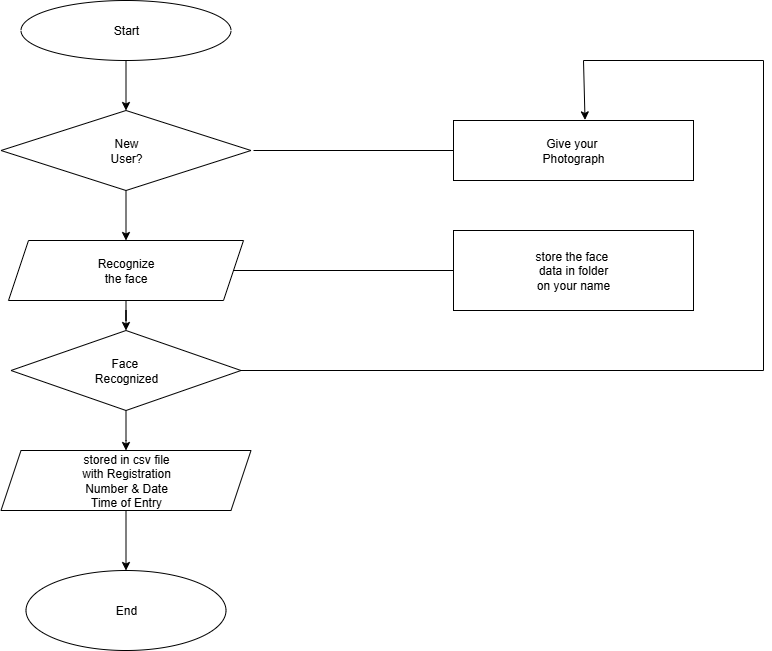 Start
New
User?
Give your
Photograph
Recognize
the face
store the face
data in folder
on your name
Face
Recognized
stored in csv file
with Registration
Number & Date
Time of Entry
End